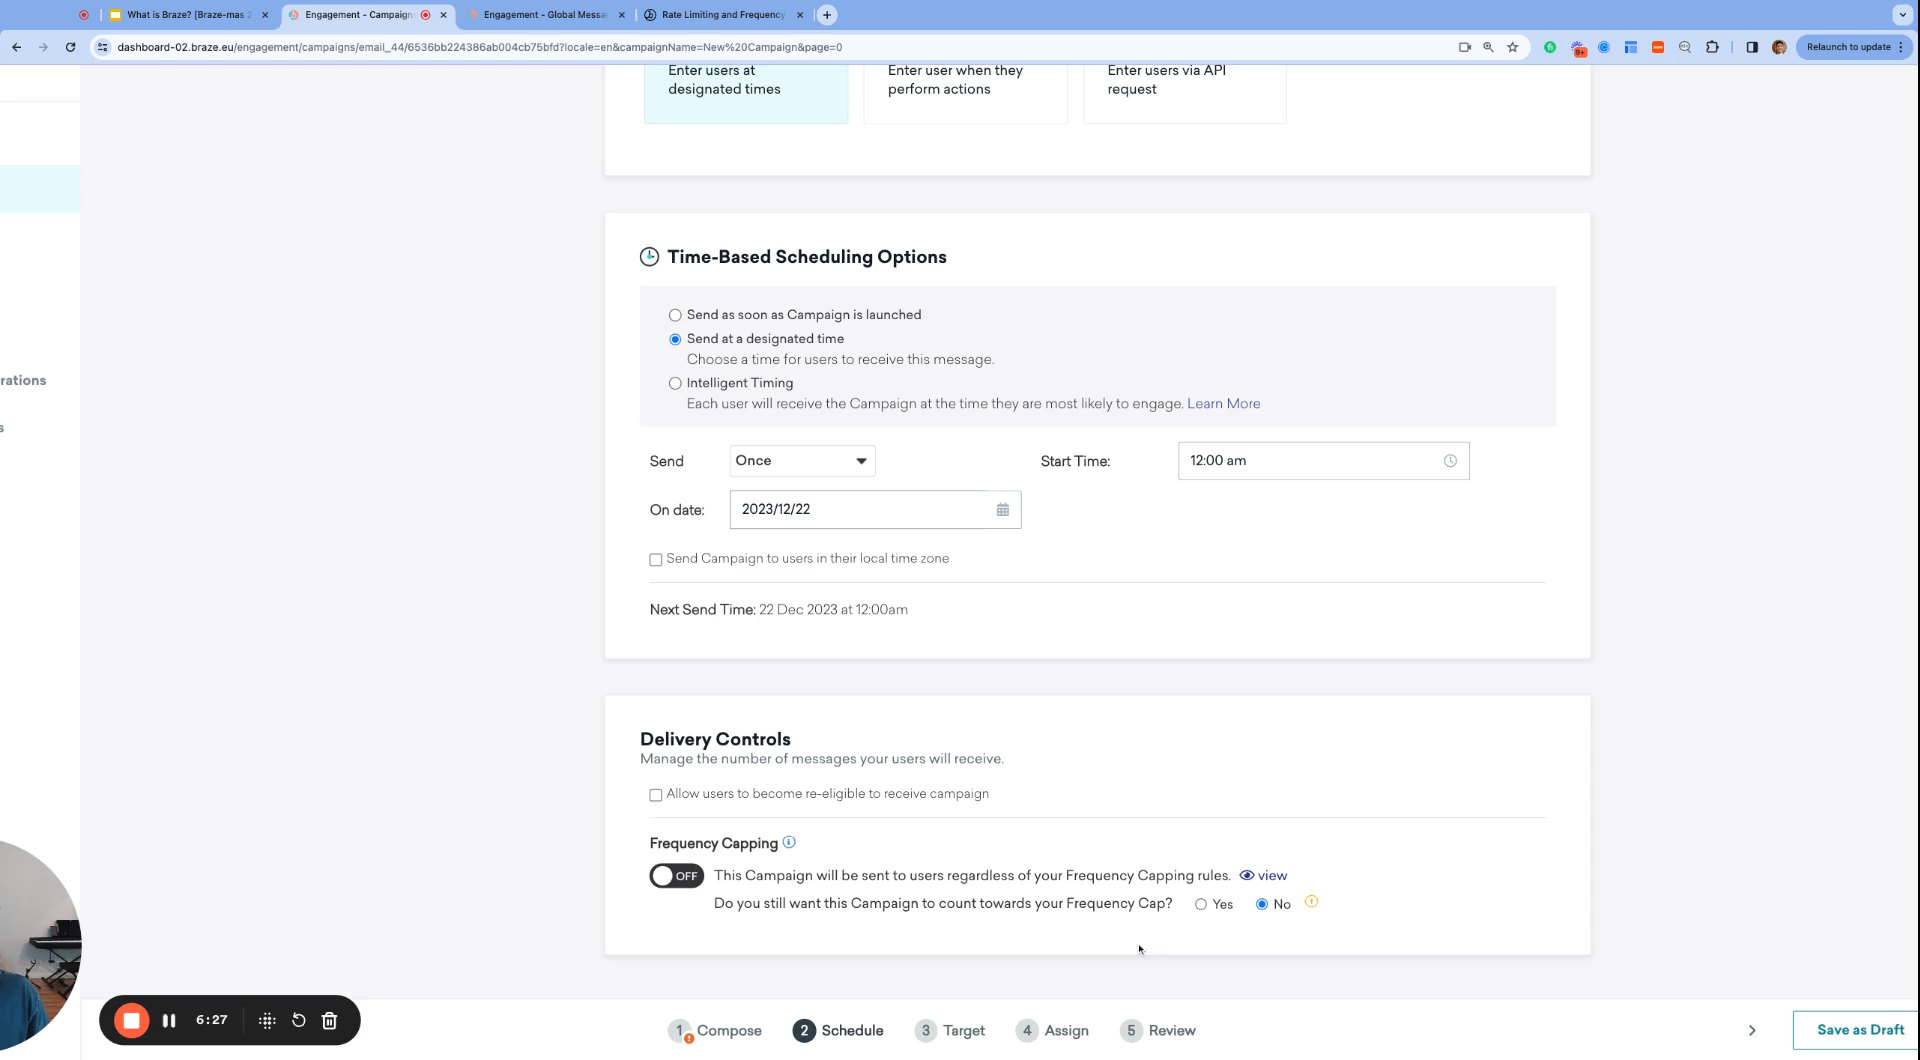 What is Braze? [Braze-mas 2
Engagement - Campaign
Engagement - Global Messa
Rate Limiting and Frequency
dashboard-02.braze.eu/engagement/campaigns/email_44/6536bb224386ab004cb75bfd?locale=en&campaignName=New%20Campaign&page=0
9+
Relaunch to update
Enter users at
designated times
Enter user when they
perform actions
Enter users via API
request
Time-Based Scheduling Options
Send as soon as Campaign is launched
Send at a designated time
Choose a time for users to receive this message.
Intelligent Timing
Each user will receive the Campaign at the time they are most likely to engage. Learn More
rations
s
Send Once Start Time: 12:00 am
On date: 2023/12/22
Send Campaign to users in their local time zone
Next Send Time: 22 Dec 2023 at 12:00am
Delivery Controls
Manage the number of messages your users will receive.
Allow users to become re-eligible to receive campaign
Frequency Capping
OFF This Campaign will be sent to users regardless of your Frequency Capping rules. view
Do you still want this Campaign to count towards your Frequency Cap? Yes No
6:27
1 Compose 2 Schedule 3 Target 4 Assign 5 Review
Save as Draft